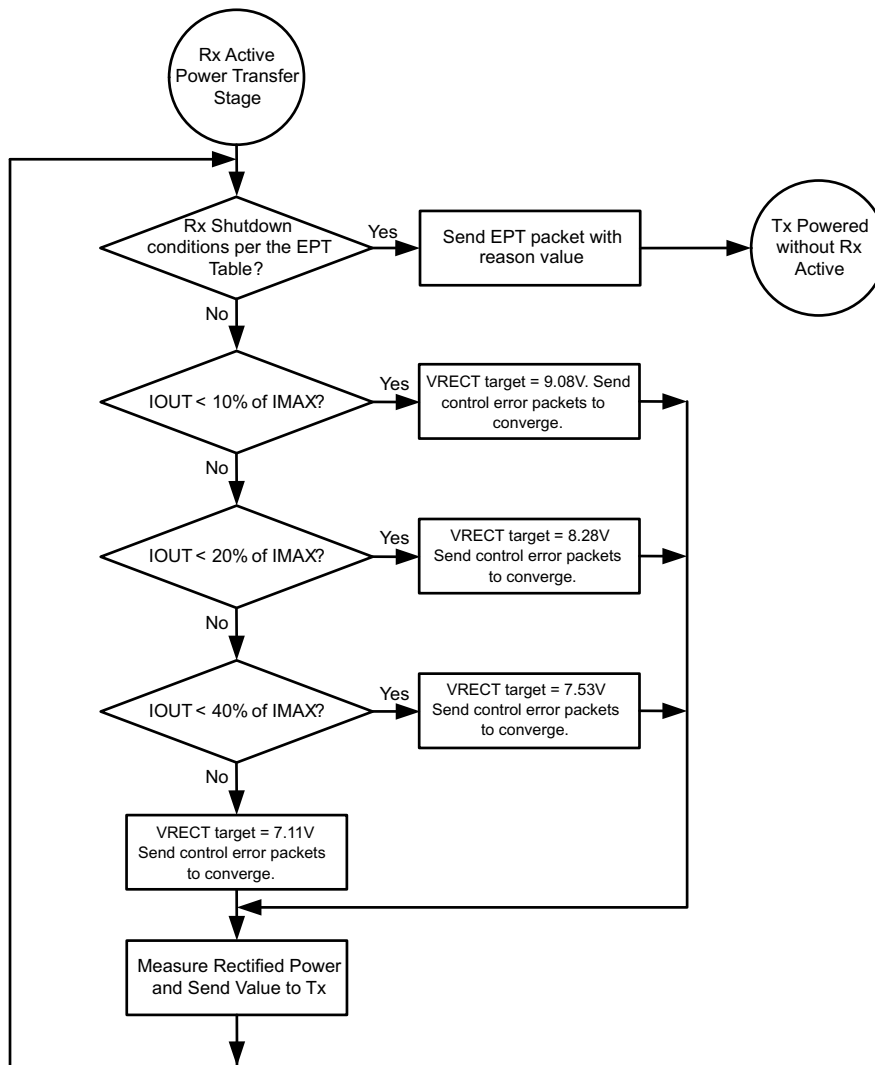 Rx Active
Power Transfer
Stage
Rx Shutdown
conditions per the EPT
Table?
Yes
Send EPT packet with
reason value
Tx Powered
without Rx
Active
No
IOUT < 10% of IMAX?
Yes
VRECT target = 9.08V. Send
control error packets to
converge.
No
IOUT < 20% of IMAX?
Yes
VRECT target = 8.28V
Send control error packets
to converge.
No
IOUT < 40% of IMAX?
Yes
VRECT target = 7.53V
Send control error packets
to converge.
No
VRECT target = 7.11V
Send control error packets
to converge.
Measure Rectified Power
and Send Value to Tx